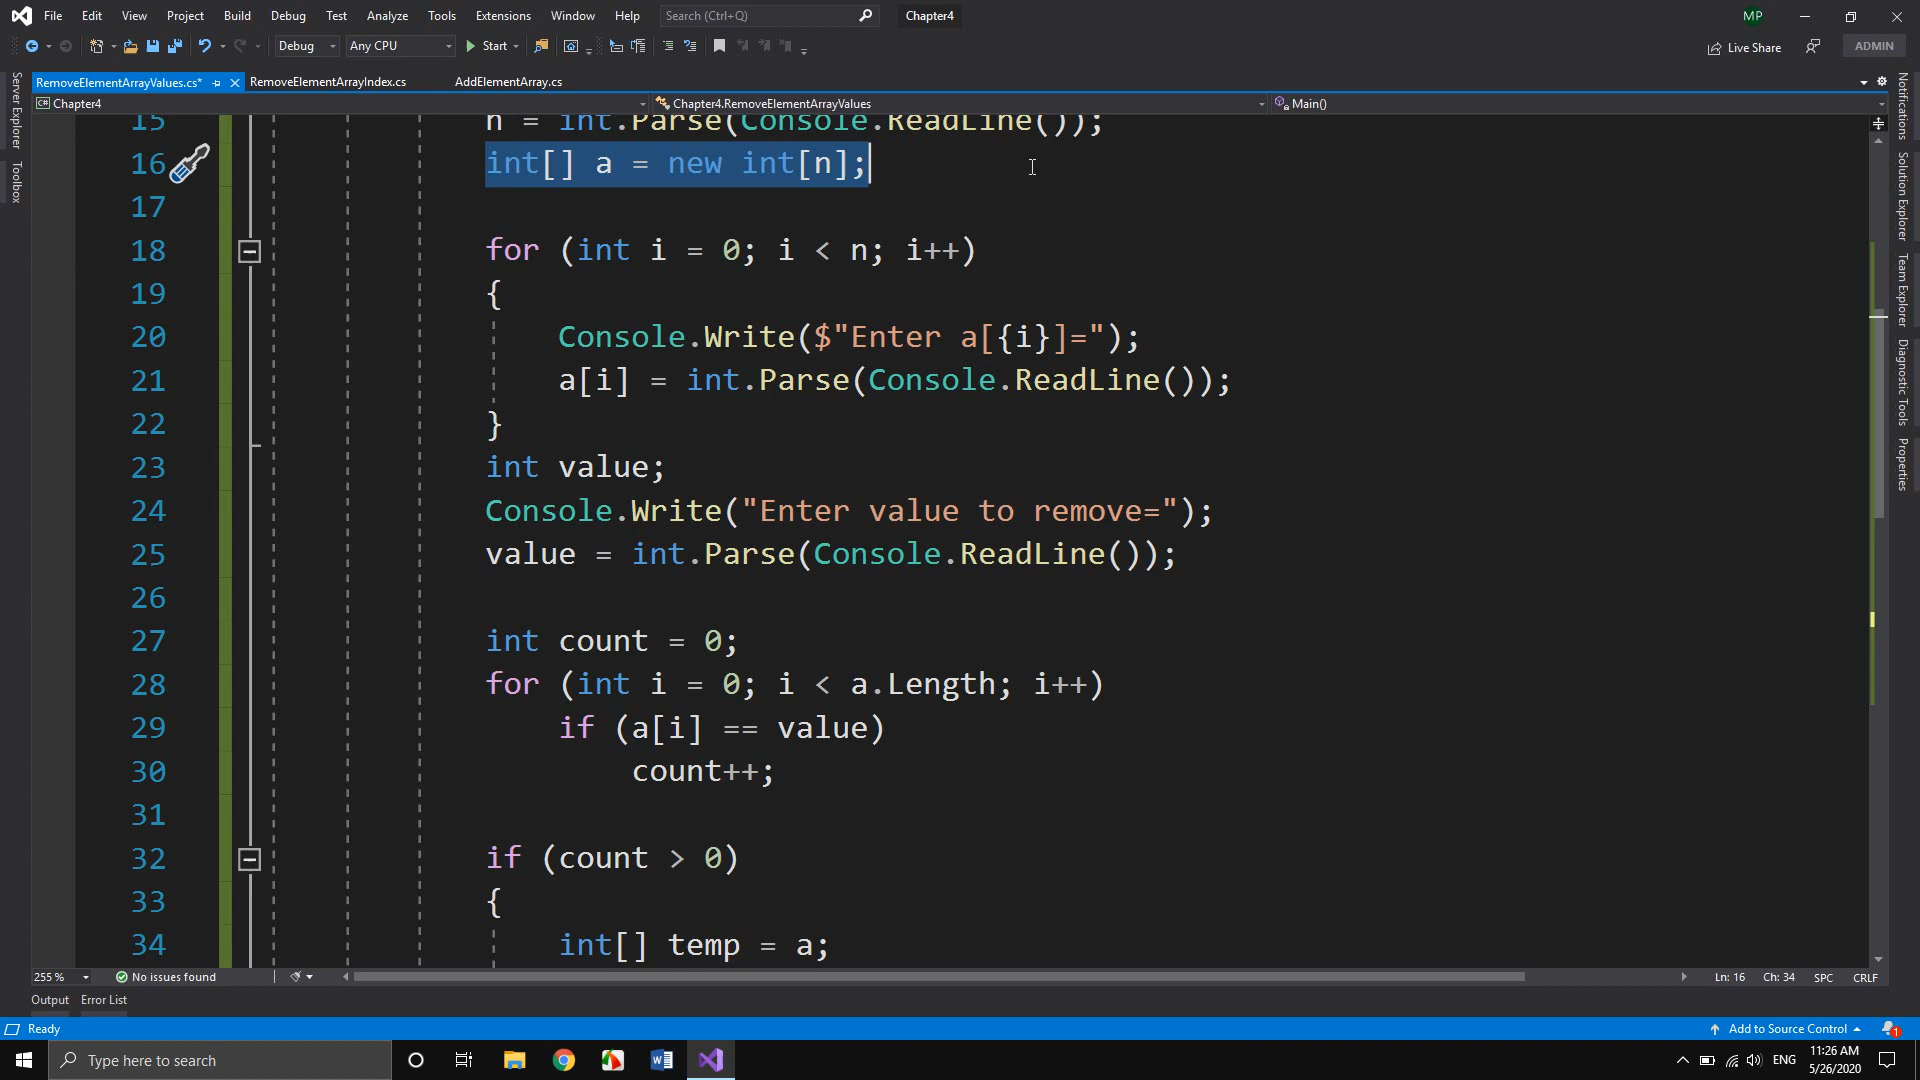 File Edit View Project Build Debug Test Analyze Tools Extensions Window Help Search (Ctrl+Q) Chapter4 MP
Debug Any CPU Start Live Share ADMIN
RemoveElementArrayValues.cs* RemoveElementArrayIndex.cs AddElementArray.cs
C# Chapter4 Chapter4.RemoveElementArrayValues Main()
15 n = int.Parse(Console.ReadLine());
16 int[] a = new int[n];
17
18 for (int i = 0; i < n; i++)
19 {
20 Console.Write($"Enter a[{i}]=");
21 a[i] = int.Parse(Console.ReadLine());
22 }
23 int value;
24 Console.Write("Enter value to remove=");
25 value = int.Parse(Console.ReadLine());
26
27 int count = 0;
28 for (int i = 0; i < a.Length; i++)
29 if (a[i] == value)
30 count++;
31
32 if (count > 0)
33 {
34 int[] temp = a;
Server Explorer
Toolbox
Notifications
Solution Explorer
Team Explorer
Diagnostic Tools
Properties
255 % No issues found Ln: 16 Ch: 34 SPC CRLF
Output Error List
Ready Add to Source Control 1
Type here to search ENG 11:26 AM
5/26/2020